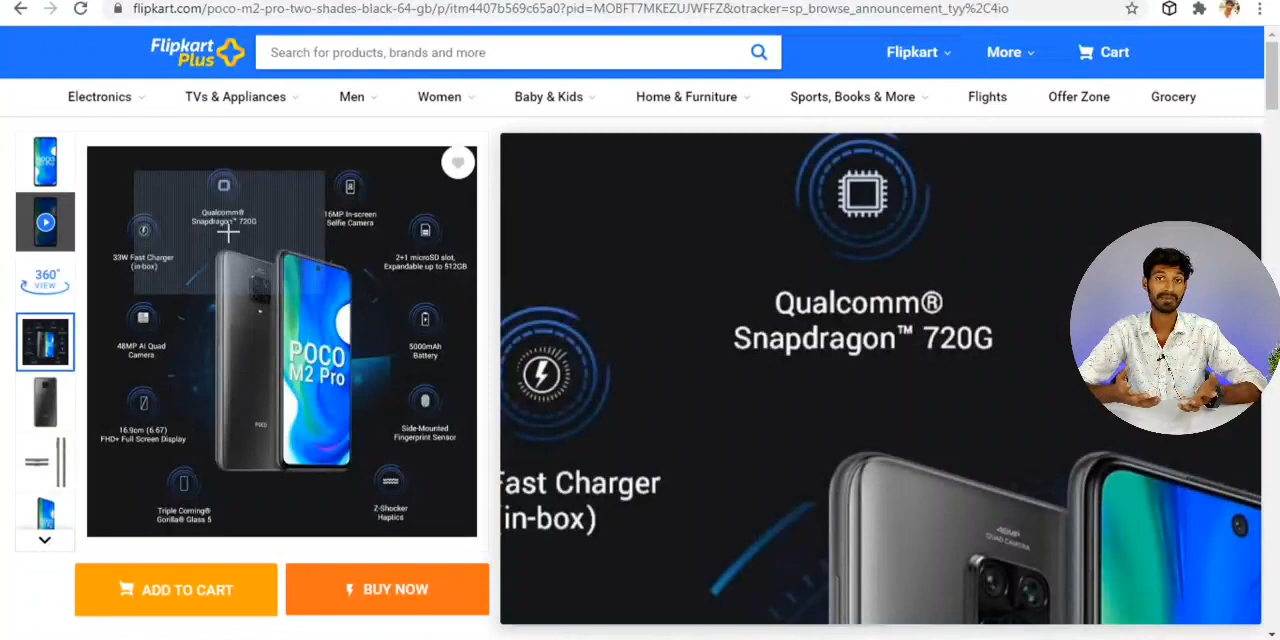 flipkart.com/poco-m2-pro-two-shades-black-64-gb/p/itm4407b569c65a0?pid=MOBFT7MKEZUJWFFZ&otracker=sp_browse_announcement_tyy%2C4io
Flipkart
Plus
Search for products, brands and more
Flipkart
More
Cart
Electronics
TVs & Appliances
Men
Women
Baby & Kids
Home & Furniture
Sports, Books & More
Flights
Offer Zone
Grocery
360°
VIEW
Qualcomm®
Snapdragon™ 720G
16MP In-screen
Selfie Camera
33W Fast Charger
(in-box)
2+1 microSD slot,
Expandable up to 512GB
48MP AI Quad
Camera
5000mAh
Battery
POCO
M2 Pro
POCO
16.9cm (6.67)
FHD+ Full Screen Display
Side-Mounted
Fingerprint Sensor
Triple Corning®
Gorilla® Glass 5
Z-Shocker
Haptics
ADD TO CART
BUY NOW
Qualcomm®
Snapdragon™ 720G
Fast Charger
(in-box)
48MP
QUAD CAMERA